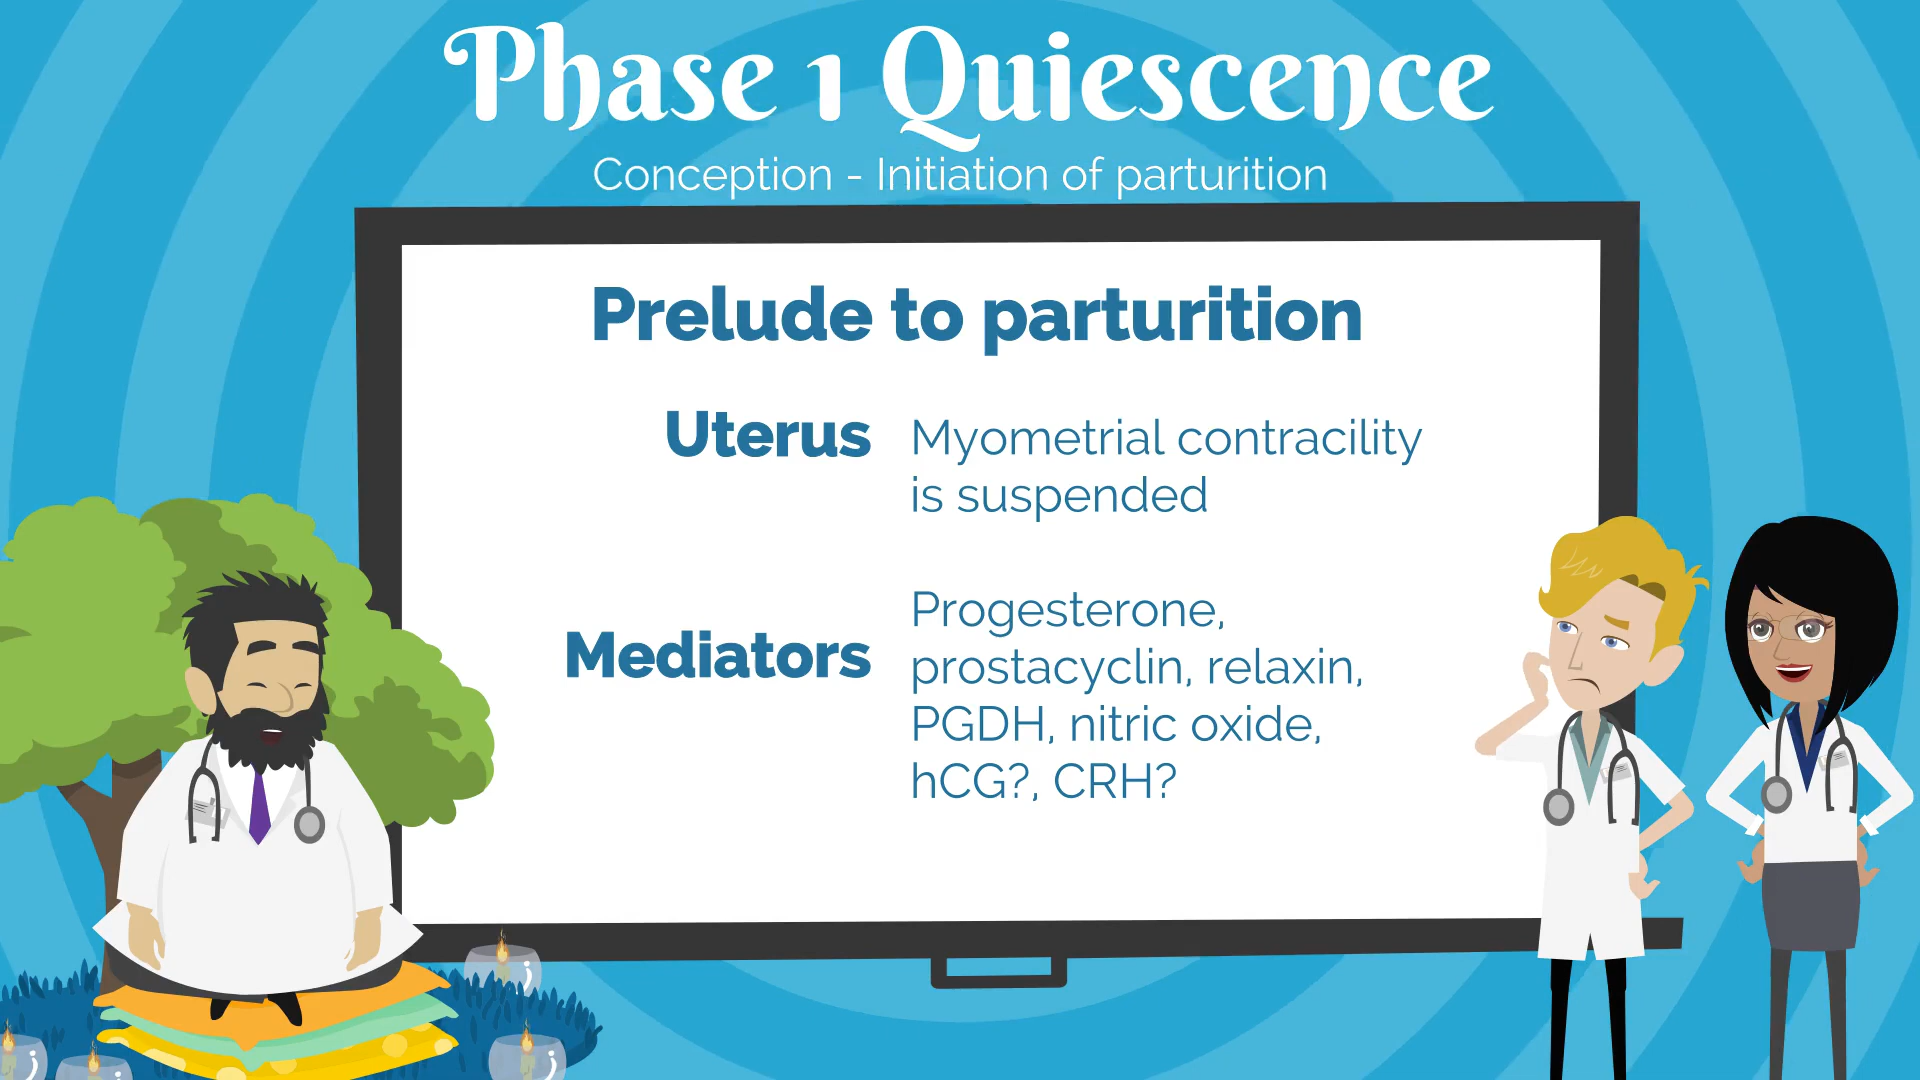 Phase 1 Quiescence
Conception - Initiation of parturition
Prelude to parturition
Uterus
Myometrial contracility
is suspended
Mediators
Progesterone,
prostacyclin, relaxin,
PGDH, nitric oxide,
hCG?, CRH?